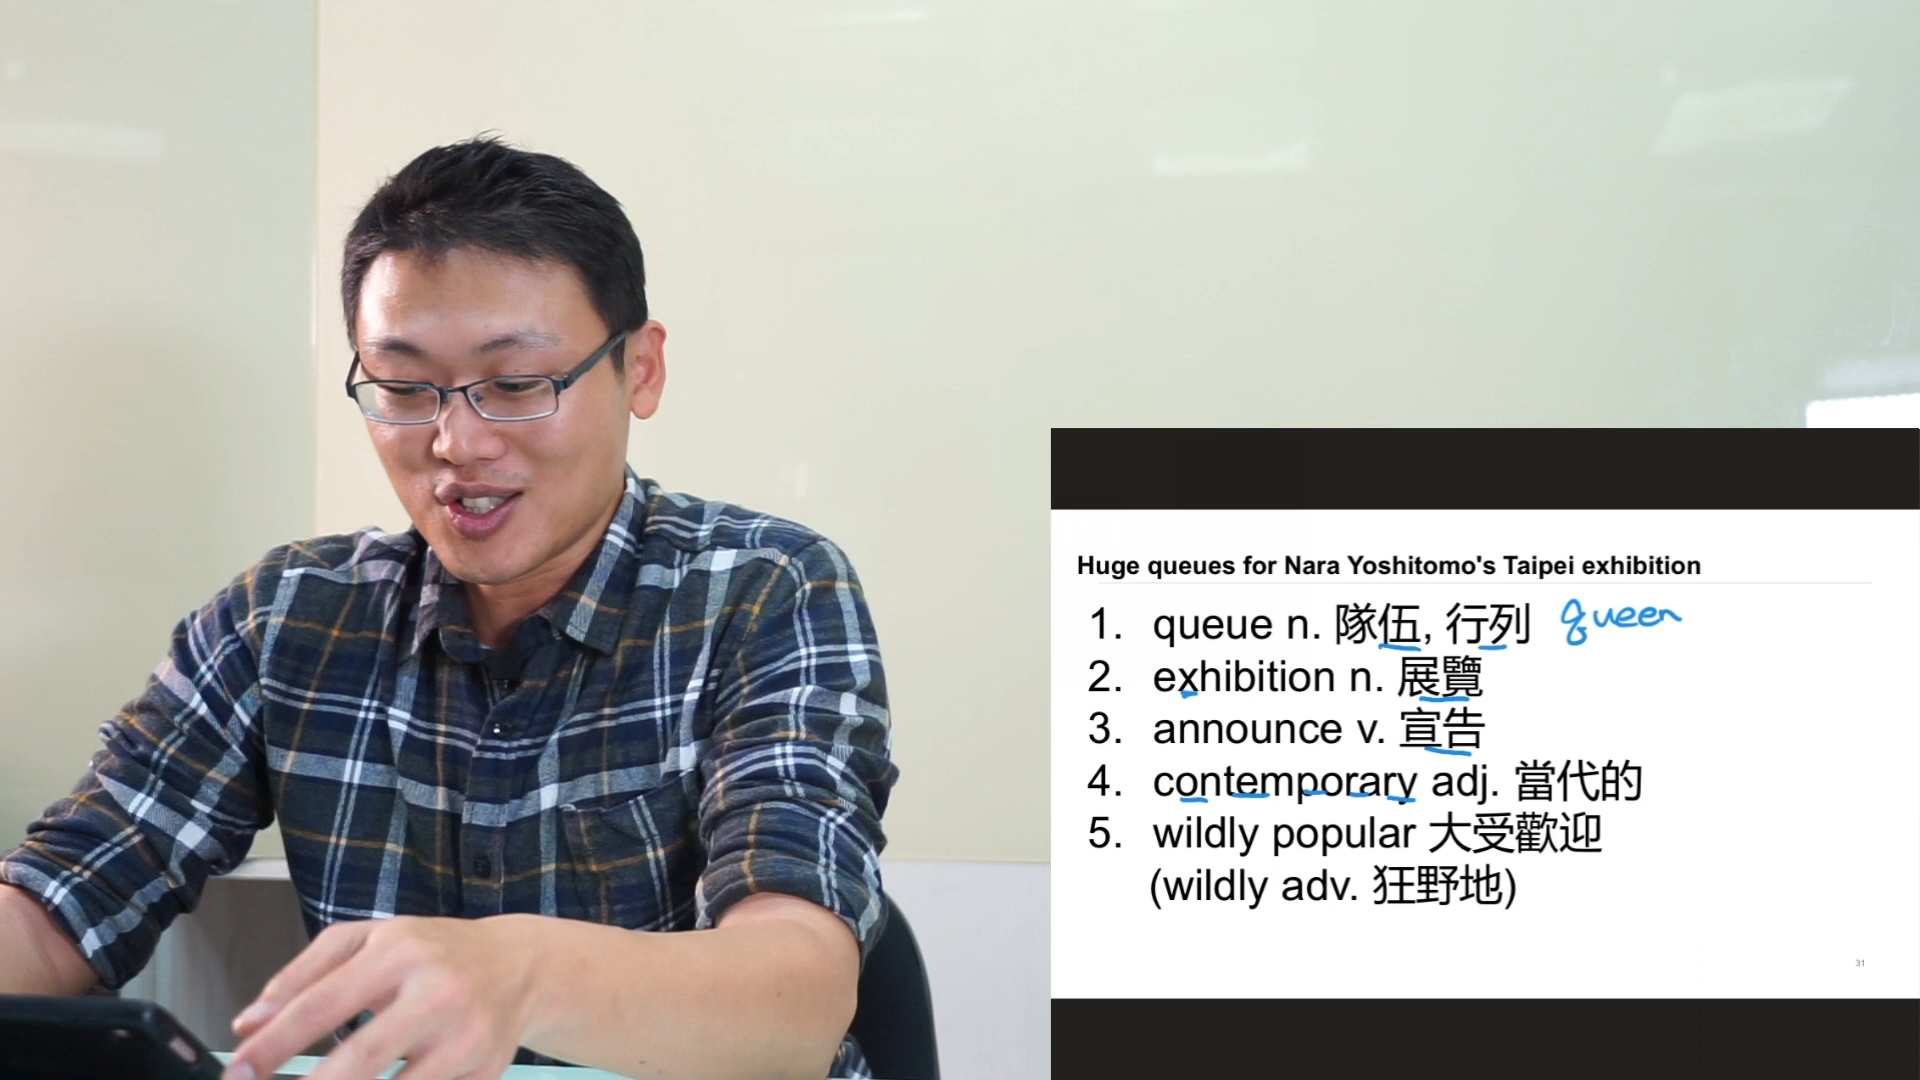 Huge queues for Nara Yoshitomo's Taipei exhibition
1. queue n. 隊伍, 行列 queen
2. exhibition n. 展覽
3. announce v. 宣告
4. contemporary adj. 當代的
5. wildly popular 大受歡迎
(wildly adv. 狂野地)
31